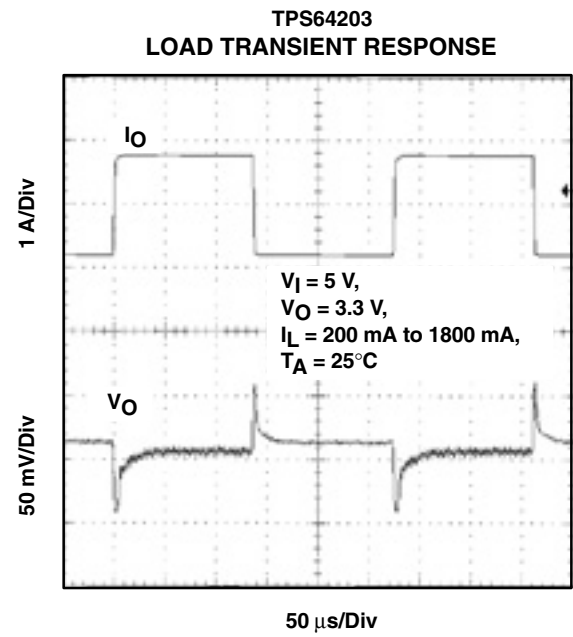 TPS64203
LOAD TRANSIENT RESPONSE
IO
1 A/Div
VI = 5 V,
VO = 3.3 V,
IL = 200 mA to 1800 mA,
TA = 25°C
VO
50 mV/Div
50 µs/Div